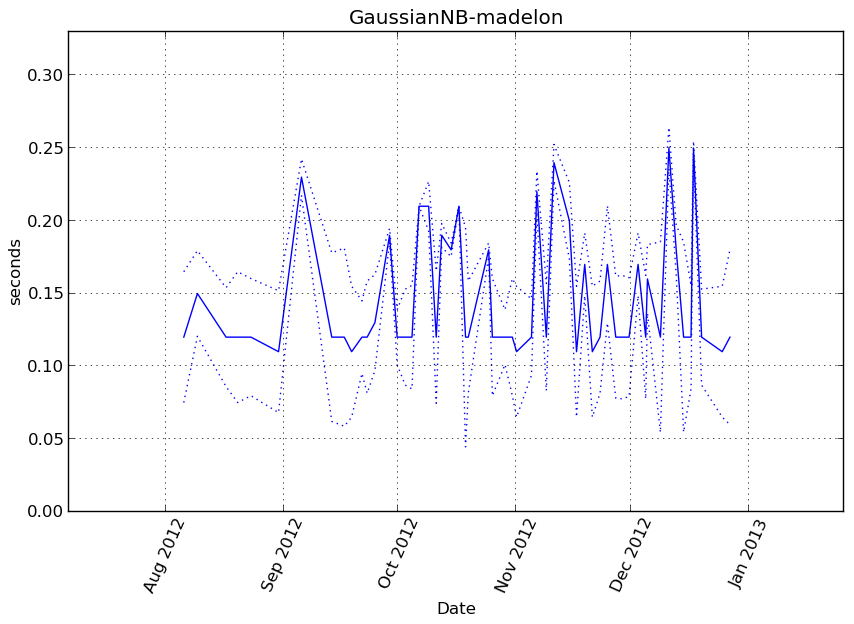 GaussianNB-madelon
0.30
0.25
0.20
0.15
0.10
0.05
0.00
seconds
Aug 2012
Sep 2012
Oct 2012
Nov 2012
Dec 2012
Jan 2013
Date